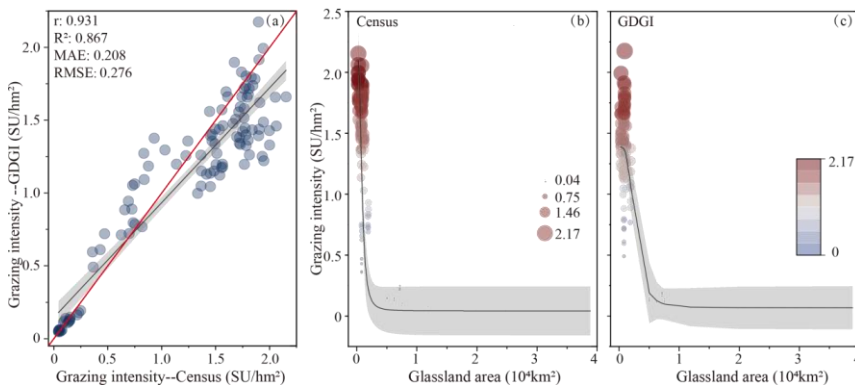 (a)
r: 0.931
R²: 0.867
MAE: 0.208
RMSE: 0.276
2.0
1.5
1.0
0.5
0
Grazing intensity --GDGI (SU/hm²)
0 0.5 1.0 1.5 2.0
Grazing intensity--Census (SU/hm²)
Census (b)
2.5
2.0
1.5
1.0
0.5
0
Grazing intensity (SU/hm²)
0.04
0.75
1.46
2.17
0 1 2 3 4
Glassland area (10⁴km²)
GDGI (c)
2.17
0
0 1 2 3 4
Glassland area (10⁴km²)